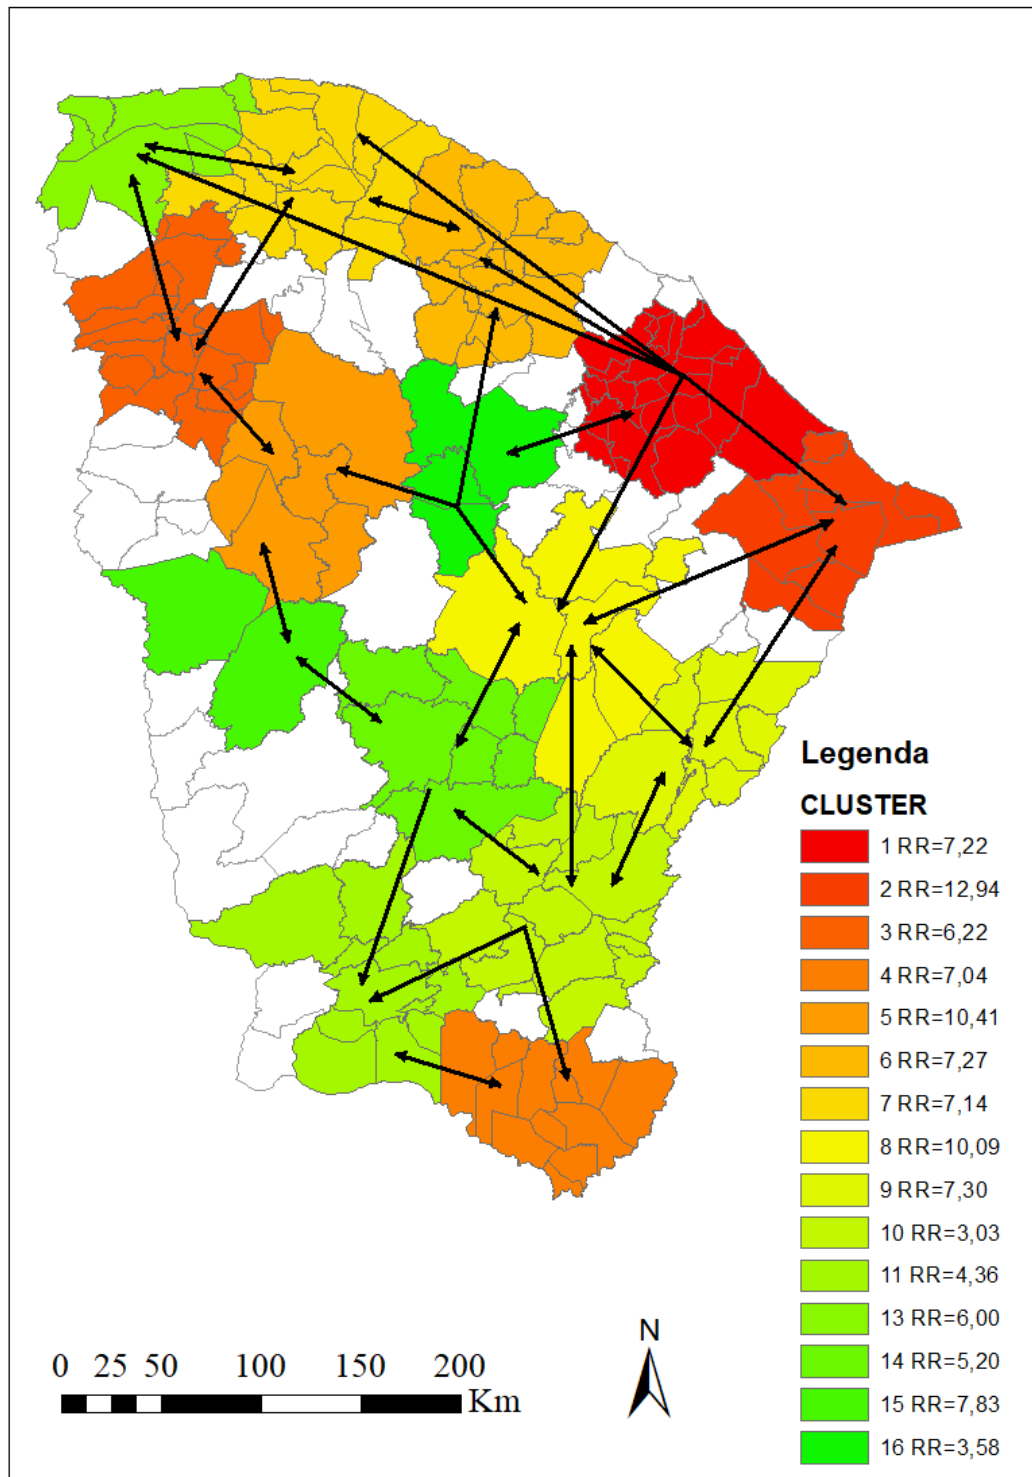 Legenda
CLUSTER
1 RR=7,22
2 RR=12,94
3 RR=6,22
4 RR=7,04
5 RR=10,41
6 RR=7,27
7 RR=7,14
8 RR=10,09
9 RR=7,30
10 RR=3,03
11 RR=4,36
13 RR=6,00
14 RR=5,20
15 RR=7,83
16 RR=3,58
N
0 25 50 100 150 200
Km